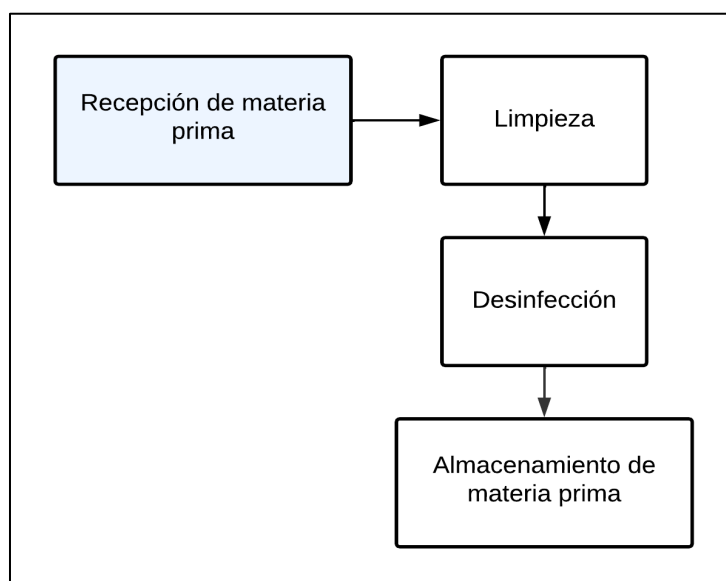 Recepción de materia
prima
Limpieza
Desinfección
Almacenamiento de
materia prima